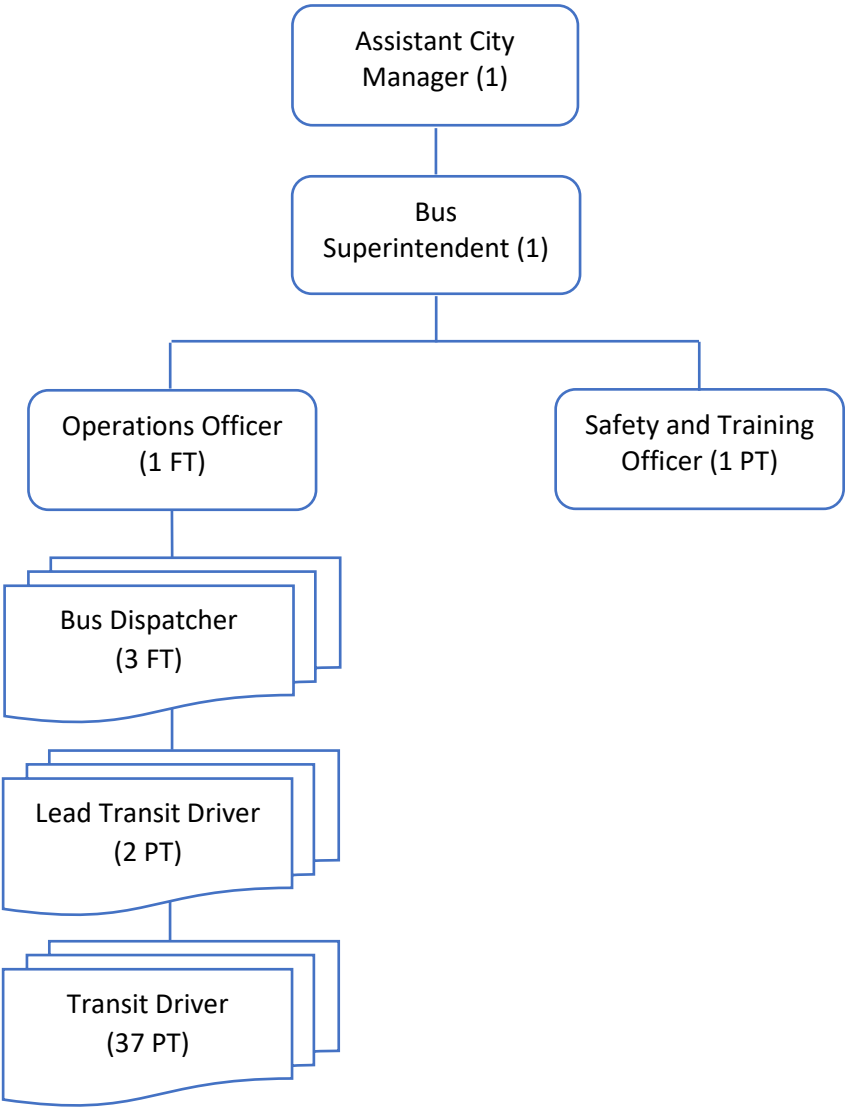 Assistant City
Manager (1)
Bus
Superintendent (1)
Operations Officer
(1 FT)
Safety and Training
Officer (1 PT)
Bus Dispatcher
(3 FT)
Lead Transit Driver
(2 PT)
Transit Driver
(37 PT)